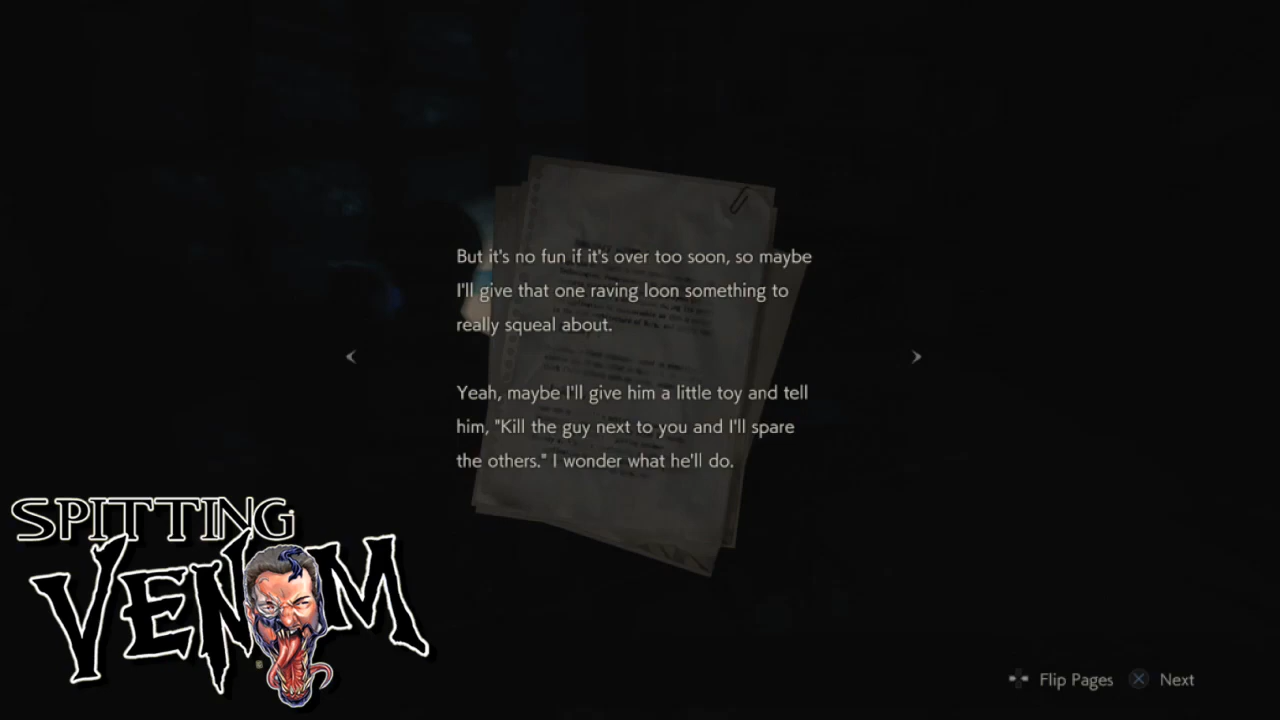 But it's no fun if it's over too soon, so maybe
I'll give that one raving loon something to
really squeal about.
Yeah, maybe I'll give him a little toy and tell
him, "Kill the guy next to you and I'll spare
the others." I wonder what he'll do.
SPITTING
VENOM
Flip Pages
Next